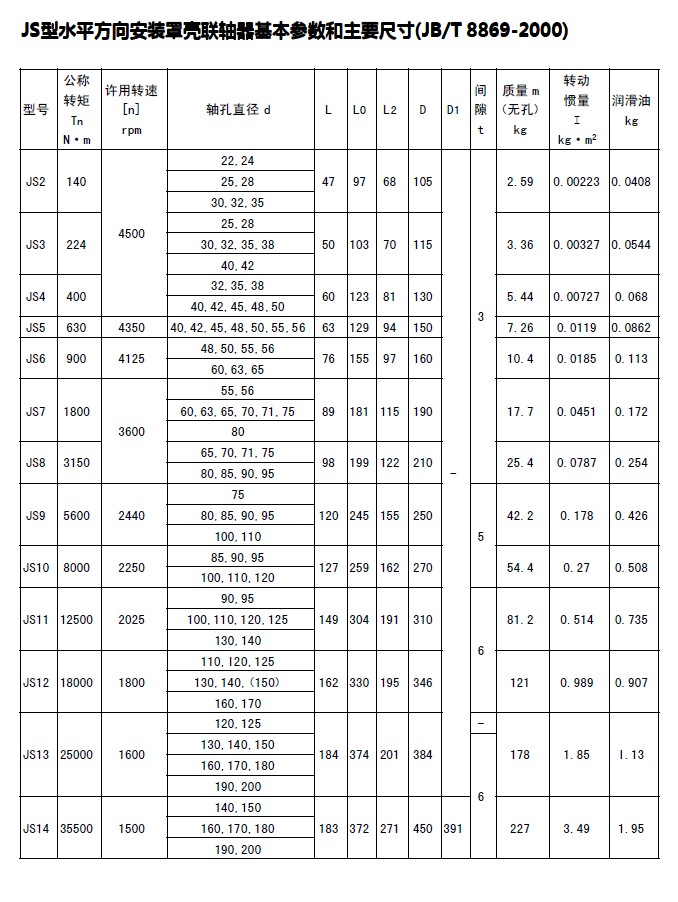 JS型水平方向安装罩壳联轴器基本参数和主要尺寸(JB/T 8869-2000)
型号 公称转矩 Tn N·m 许用转速 [n] rpm 轴孔直径 d L L0 L2 D D1 间隙 t 质量 m (无孔) kg 转动惯量 I kg·m² 润滑油 kg
22,24
JS2 140 25,28 47 97 68 105 2.59 0.00223 0.0408
30,32,35
4500
25,28
JS3 224 30,32,35,38 50 103 70 115 3.36 0.00327 0.0544
40,42
32,35,38
JS4 400 60 123 81 130 5.44 0.00727 0.068
40,42,45,48,50
3
JS5 630 4350 40,42,45,48,50,55,56 63 129 94 150 7.26 0.0119 0.0862
48,50,55,56
JS6 900 4125 76 155 97 160 10.4 0.0185 0.113
60,63,65
55,56
JS7 1800 60,63,65,70,71,75 89 181 115 190 17.7 0.0451 0.172
80
3600
65,70,71,75
JS8 3150 98 199 122 210 25.4 0.0787 0.254
80,85,90,95
-
75
JS9 5600 2440 80,85,90,95 120 245 155 250 42.2 0.178 0.426
100,110
5
85,90,95
JS10 8000 2250 127 259 162 270 54.4 0.27 0.508
100,110,120
90,95
JS11 12500 2025 100,110,120,125 149 304 191 310 81.2 0.514 0.735
130,140
6
110,I20,125
JS12 18000 1800 130,140,(150) 162 330 195 346 121 0.989 0.907
160,170
120,125 -
130,140,150
JS13 25000 1600 184 374 201 384 178 1.85 I.13
160,170,180
190,200
6
140,150
JS14 35500 1500 160,170,180 183 372 271 450 391 227 3.49 1.95
190,200